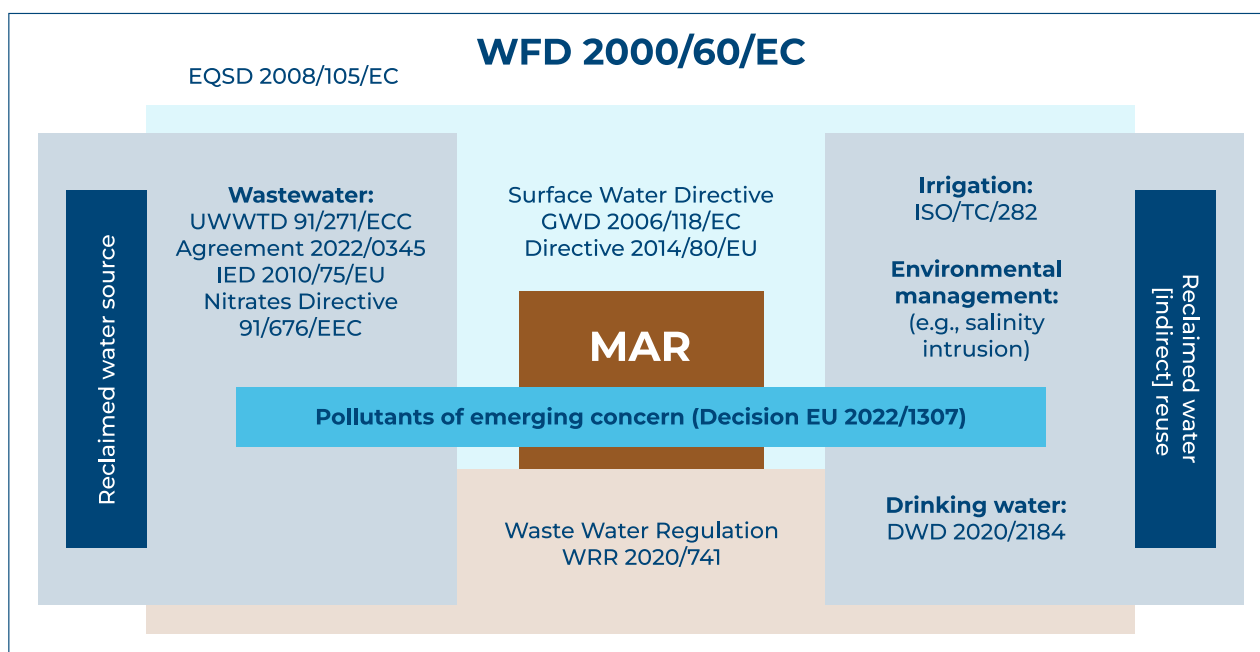 WFD 2000/60/EC
EQSD 2008/105/EC
Reclaimed water source
Wastewater:
UWWTD 91/271/ECC
Agreement 2022/0345
IED 2010/75/EU
Nitrates Directive
91/676/EEC
Surface Water Directive
GWD 2006/118/EC
Directive 2014/80/EU
MAR
Pollutants of emerging concern (Decision EU 2022/1307)
Waste Water Regulation
WRR 2020/741
Irrigation:
ISO/TC/282
Environmental
management:
(e.g., salinity
intrusion)
Drinking water:
DWD 2020/2184
Reclaimed water
[indirect] reuse